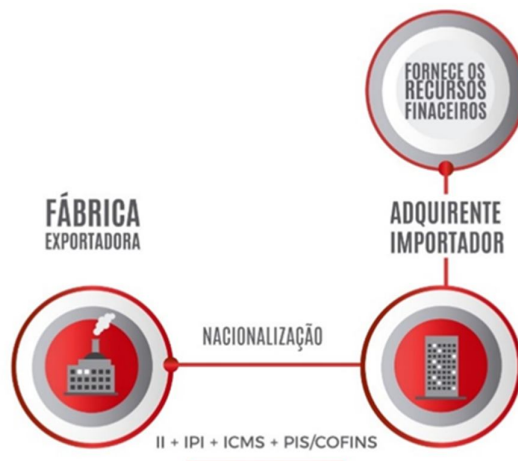 FORNECE OS
RECURSOS
FINACEIROS
FÁBRICA
EXPORTADORA
ADQUIRENTE
IMPORTADOR
NACIONALIZAÇÃO
II + IPI + ICMS + PIS/COFINS